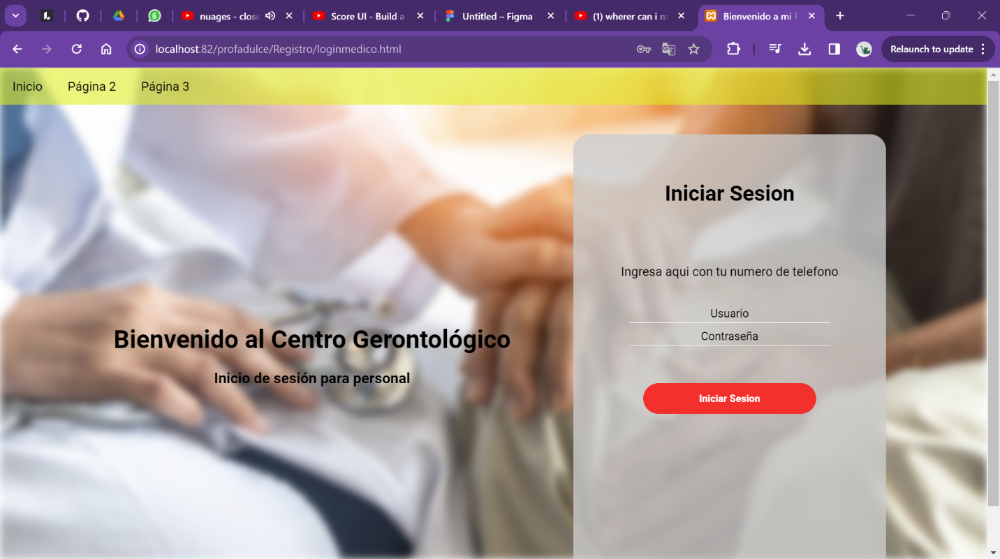 nuages - close
Score UI - Build a
Untitled – Figma
(1) wherer can i m
Bienvenido a mi P
6
localhost:82/profadulce/Registro/loginmedico.html
Relaunch to update
Inicio Página 2 Página 3
Iniciar Sesion
Ingresa aqui con tu numero de telefono
Usuario
Contraseña
Bienvenido al Centro Gerontológico
Inicio de sesión para personal
Iniciar Sesion